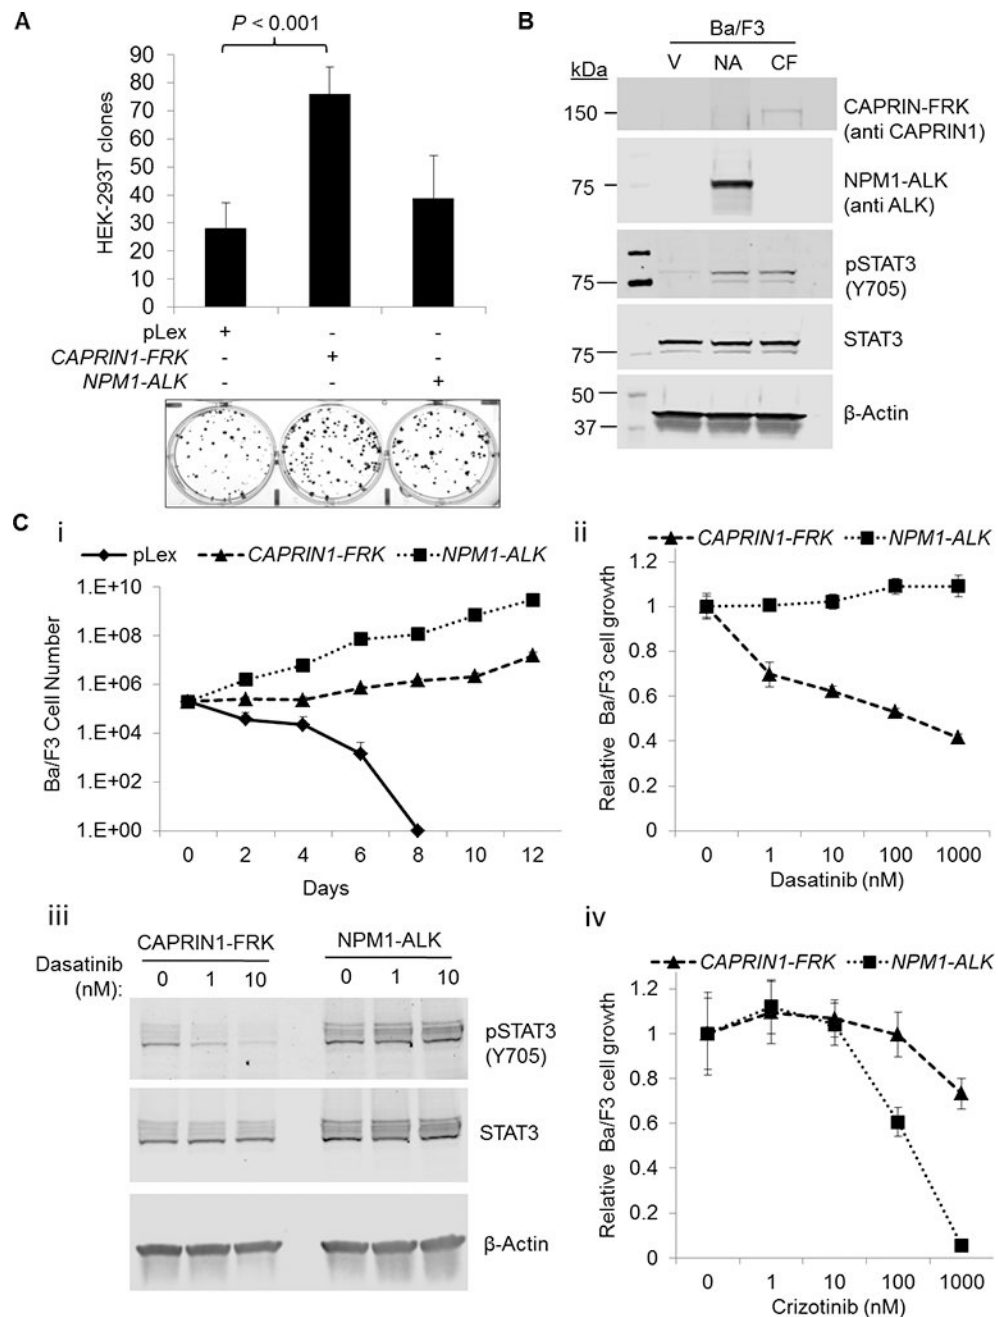 A
P < 0.001
90
80
70
60
50
40
30
20
10
0
HEK-293T clones
pLex + - -
CAPRIN1-FRK - + -
NPM1-ALK - - +
B
Ba/F3
kDa V NA CF
150
CAPRIN-FRK
(anti CAPRIN1)
75
NPM1-ALK
(anti ALK)
75
pSTAT3
(Y705)
75
STAT3
50
37
β-Actin
C
i
pLex CAPRIN1-FRK NPM1-ALK
1.E+10
1.E+08
1.E+06
1.E+04
1.E+02
1.E+00
Ba/F3 Cell Number
0 2 4 6 8 10 12
Days
ii
CAPRIN1-FRK NPM1-ALK
1.2
1
0.8
0.6
0.4
0.2
0
Relative Ba/F3 cell growth
0 1 10 100 1000
Dasatinib (nM)
iii
CAPRIN1-FRK NPM1-ALK
Dasatinib 0 1 10 0 1 10
(nM):
pSTAT3
(Y705)
STAT3
β-Actin
iv
CAPRIN1-FRK NPM1-ALK
1.2
1
0.8
0.6
0.4
0.2
0
Relative Ba/F3 cell growth
0 1 10 100 1000
Crizotinib (nM)